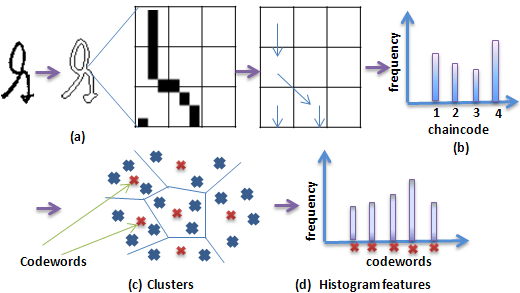 frequency
1 2 3 4
chaincode
(a)
(b)
Codewords
frequency
codewords
(c) Clusters
(d) Histogram features